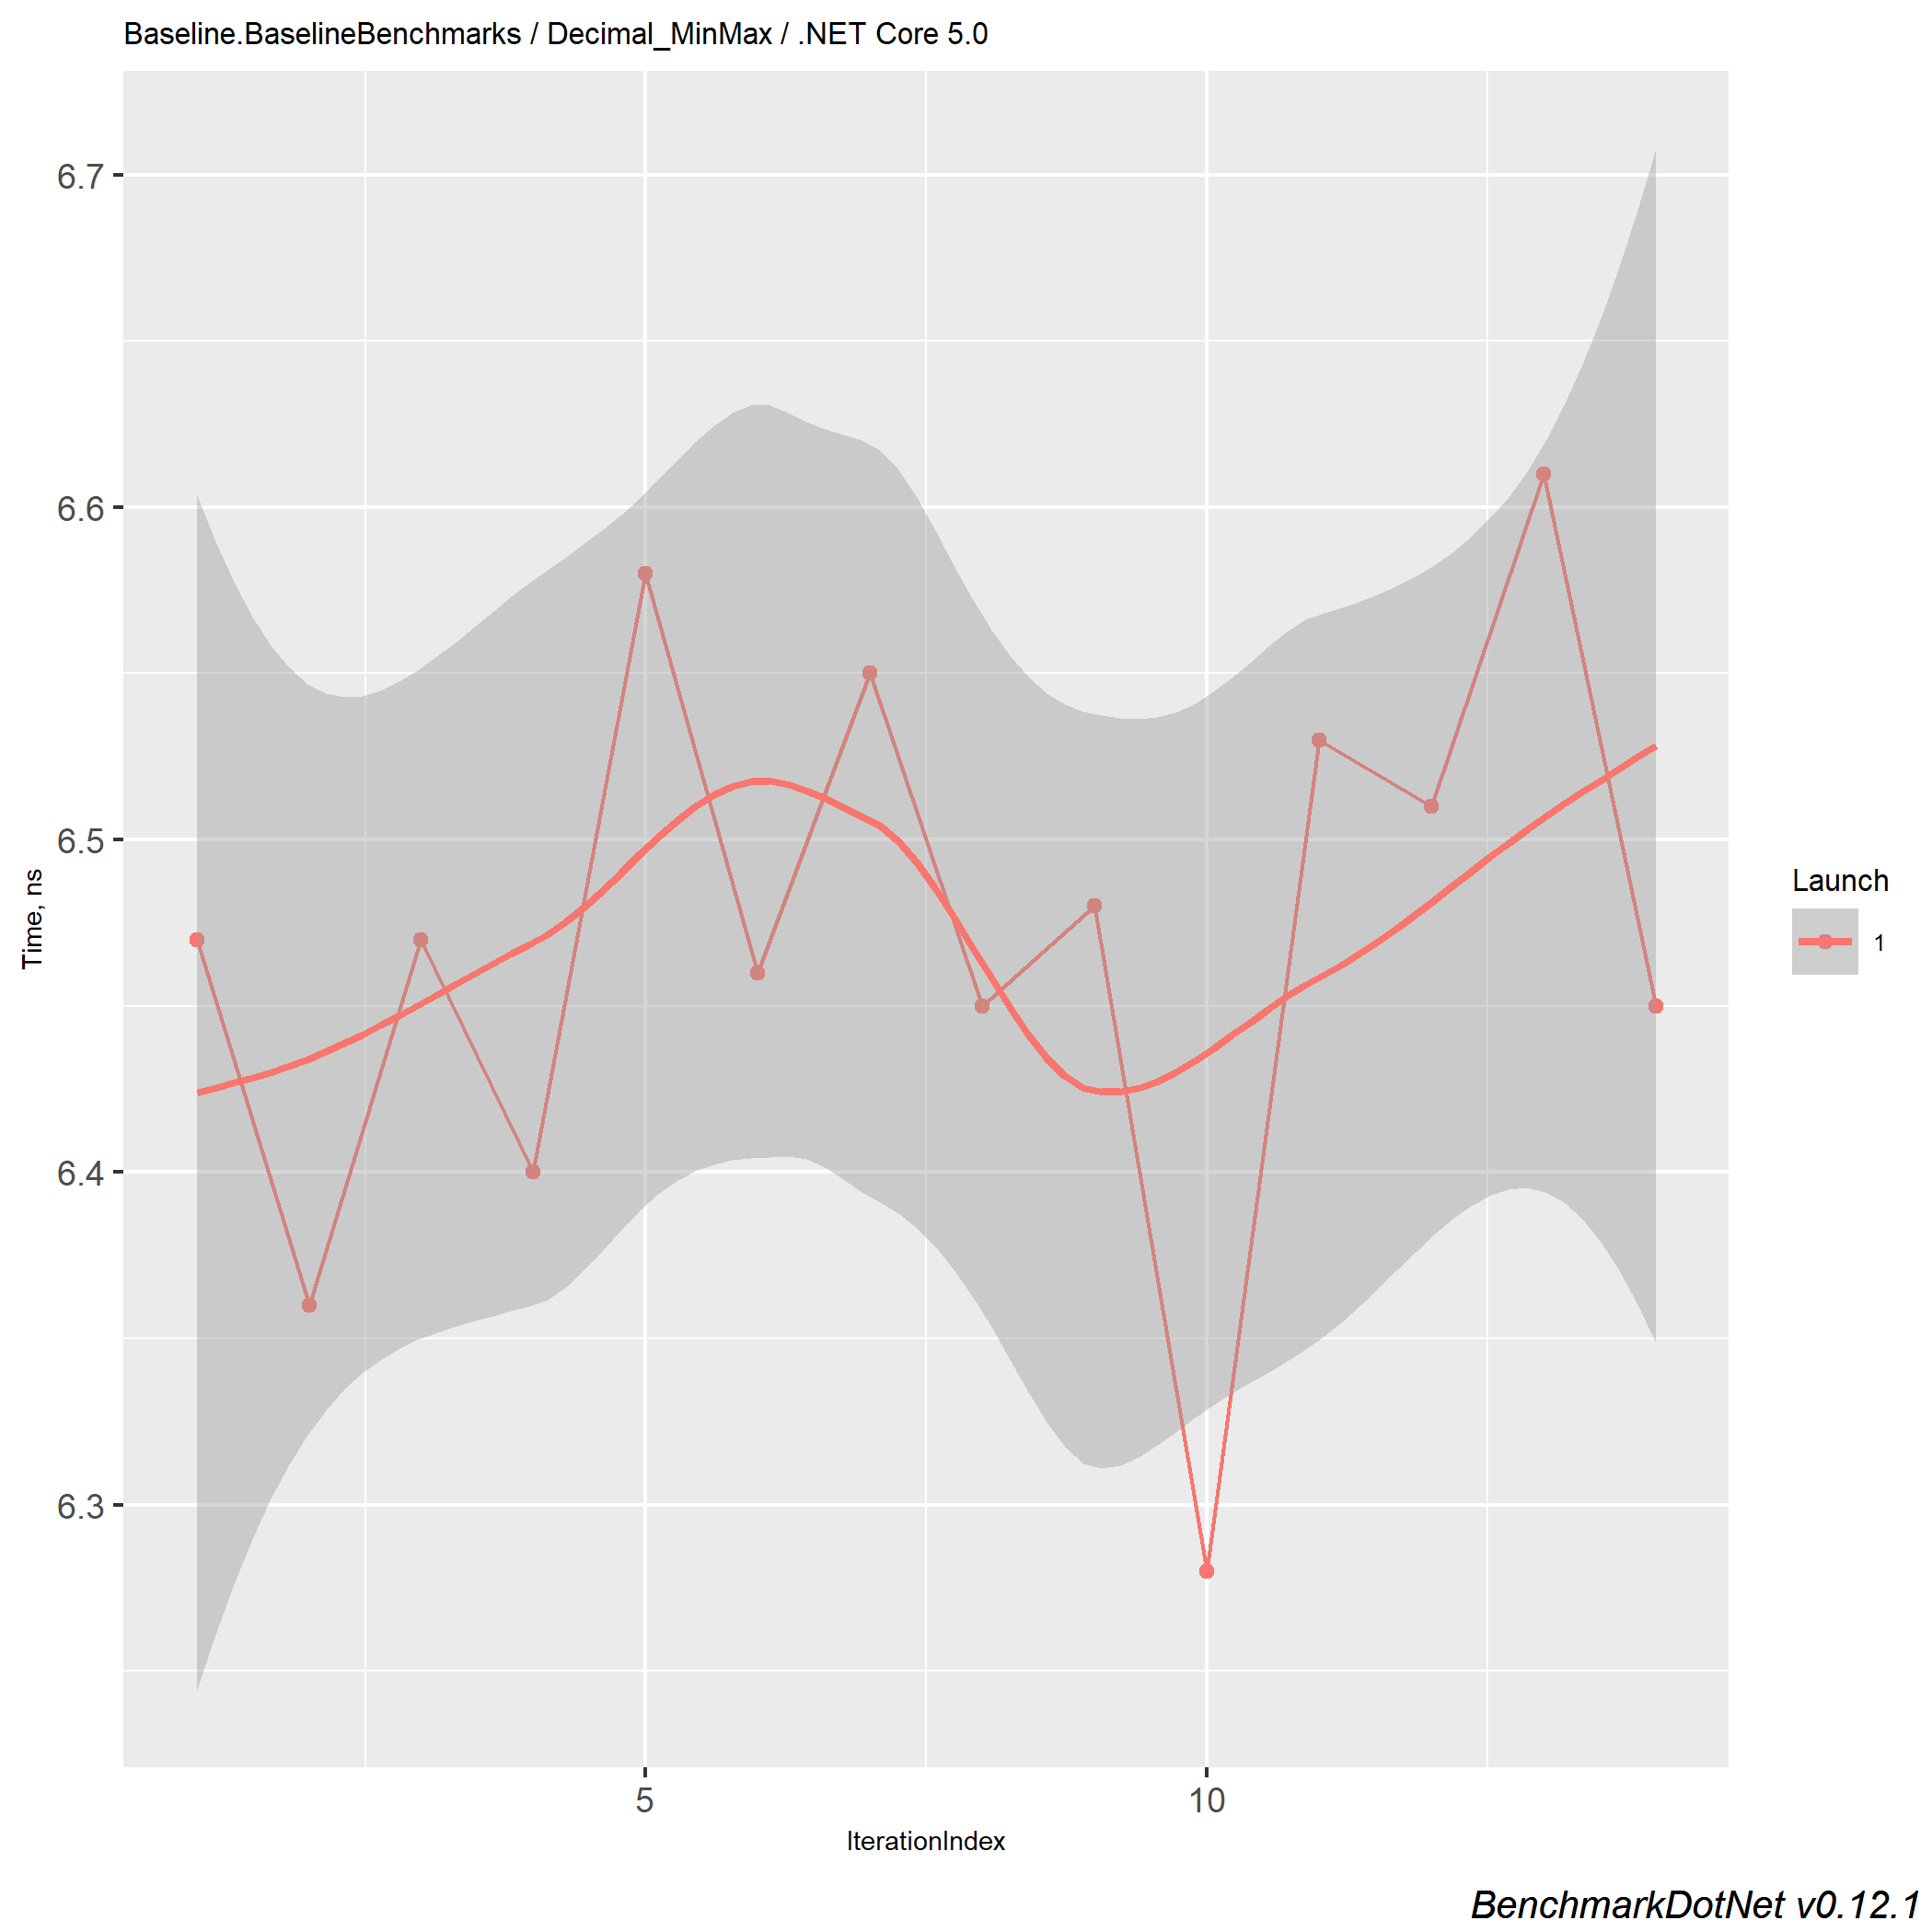 Baseline.BaselineBenchmarks / Decimal_MinMax / .NET Core 5.0
6.7
6.6
6.5
6.4
6.3
Time, ns
5
10
IterationIndex
Launch
1
BenchmarkDotNet v0.12.1